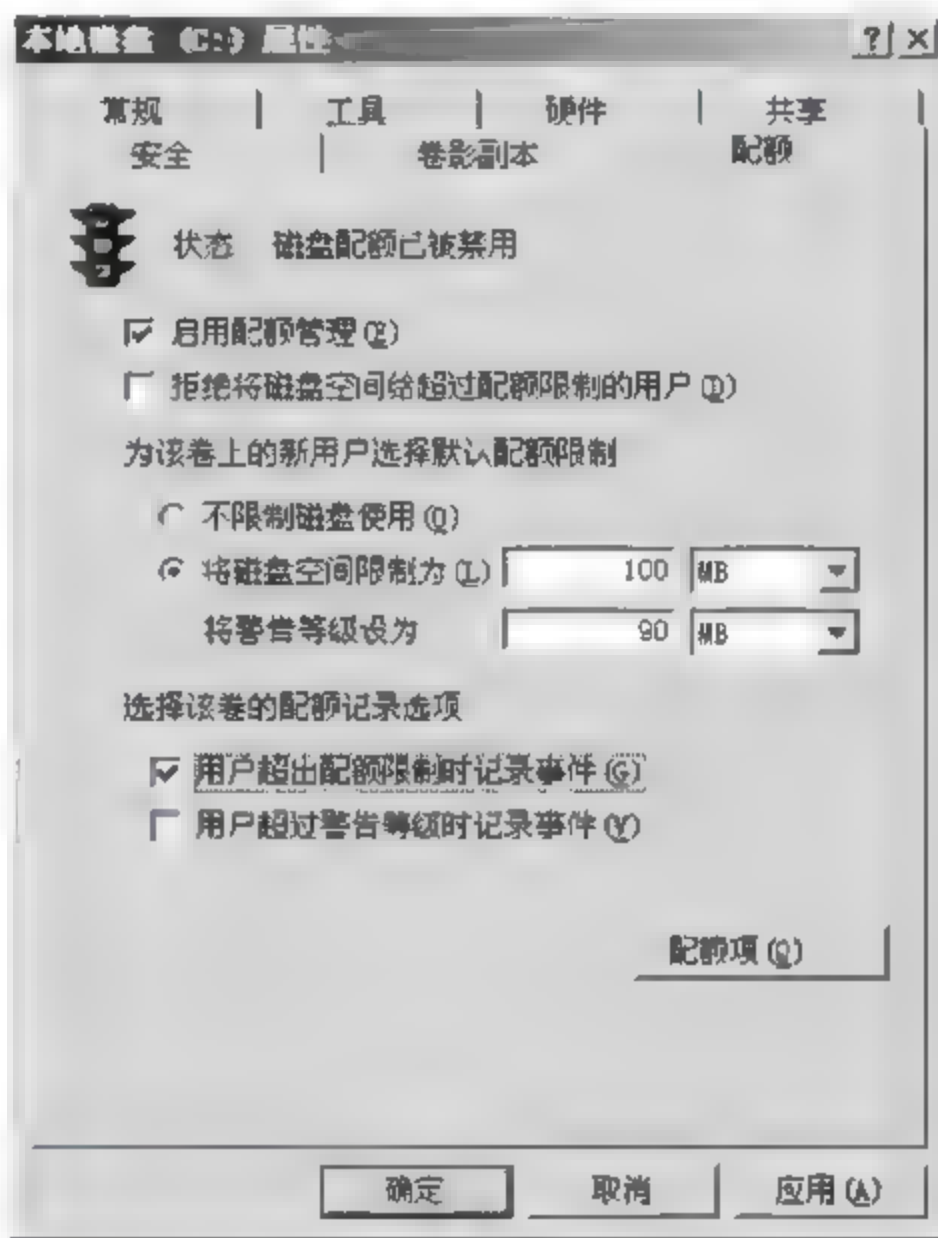 本地磁盘 (C:) 属性
? ×
常规 工具 硬件 共享
安全 卷影副本 配额
状态 磁盘配额已被禁用
启用配额管理(E)
拒绝将磁盘空间给超过配额限制的用户(D)
为该卷上的新用户选择默认配额限制
不限制磁盘使用(O)
将磁盘空间限制为(L) 100 MB
将警告等级设为 90 MB
选择该卷的配额记录选项
用户超出配额限制时记录事件(G)
用户超过警告等级时记录事件(V)
配额项(Q)
确定 取消 应用(A)